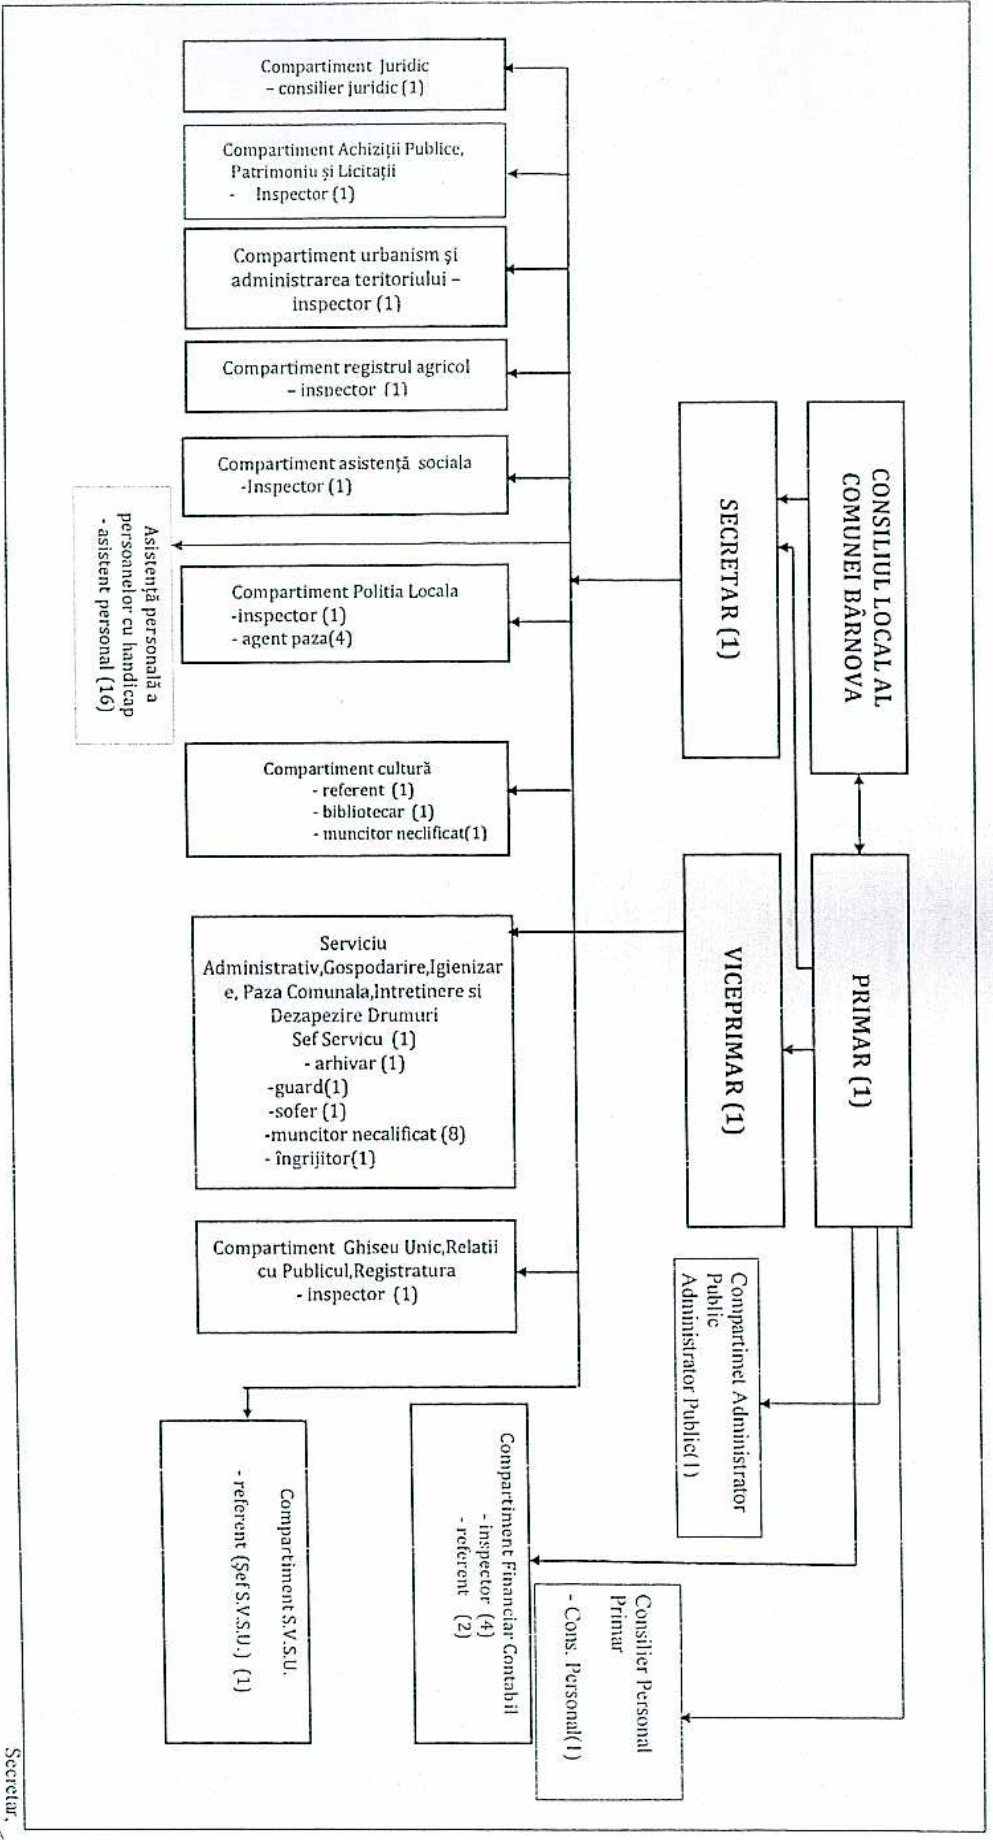 CONSILIUL LOCAL AL
COMUNEI BÂRNOVA
PRIMAR (1)
SECRETAR (1)
VICEPRIMAR (1)
Compartimet Administrator
Public
Administrator Public(1)
Consilier Personal
Primar
- Cons. Personal(1)
Compartiment Financiar Contabil
- inspector (4)
- referent (2)
Compartiment Juridic
– consilier juridic (1)
Compartiment Achiziții Publice,
Patrimoniu și Licitații
- Inspector (1)
Compartiment urbanism și
administrarea teritoriului –
inspector (1)
Compartiment registrul agricol
– inspector (1)
Compartiment asistență sociala
-Inspector (1)
Asistență personală a
persoanelor cu handicap
- asistent personal (16)
Compartiment Politia Locala
-inspector (1)
- agent paza(4)
Compartiment cultură
- referent (1)
- bibliotecar (1)
- muncitor neclificat(1)
Serviciu
Administrativ,Gospodarire,Igienizar
e, Paza Comunala,Intretinere si
Dezapezire Drumuri
Sef Servicu (1)
- arhivar (1)
-guard(1)
-sofer (1)
-muncitor necalificat (8)
- îngrijitor(1)
Compartiment Ghiseu Unic,Relatii
cu Publicul,Registratura
- inspector (1)
Compartiment S.V.S.U.
- referent (Șef S.V.S.U.) (1)
Secretar,